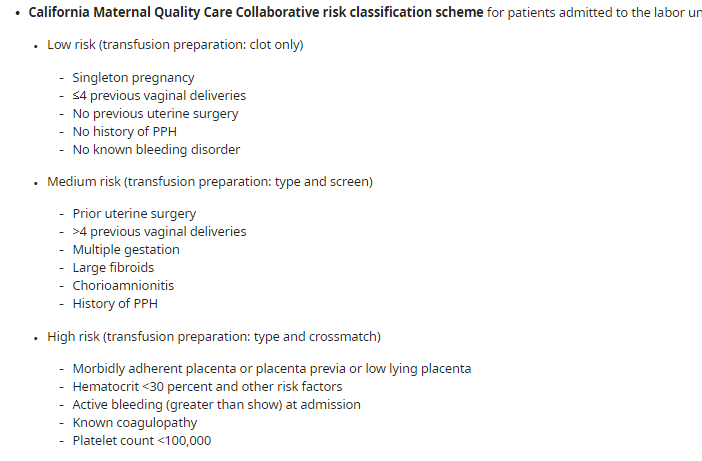 • California Maternal Quality Care Collaborative risk classification scheme for patients admitted to the labor
• Low risk (transfusion preparation: clot only)
- Singleton pregnancy
- ≤4 previous vaginal deliveries
- No previous uterine surgery
- No history of PPH
- No known bleeding disorder
• Medium risk (transfusion preparation: type and screen)
- Prior uterine surgery
- >4 previous vaginal deliveries
- Multiple gestation
- Large fibroids
- Chorioamnionitis
- History of PPH
• High risk (transfusion preparation: type and crossmatch)
- Morbidly adherent placenta or placenta previa or low lying placenta
- Hematocrit <30 percent and other risk factors
- Active bleeding (greater than show) at admission
- Known coagulopathy
- Platelet count <100,000